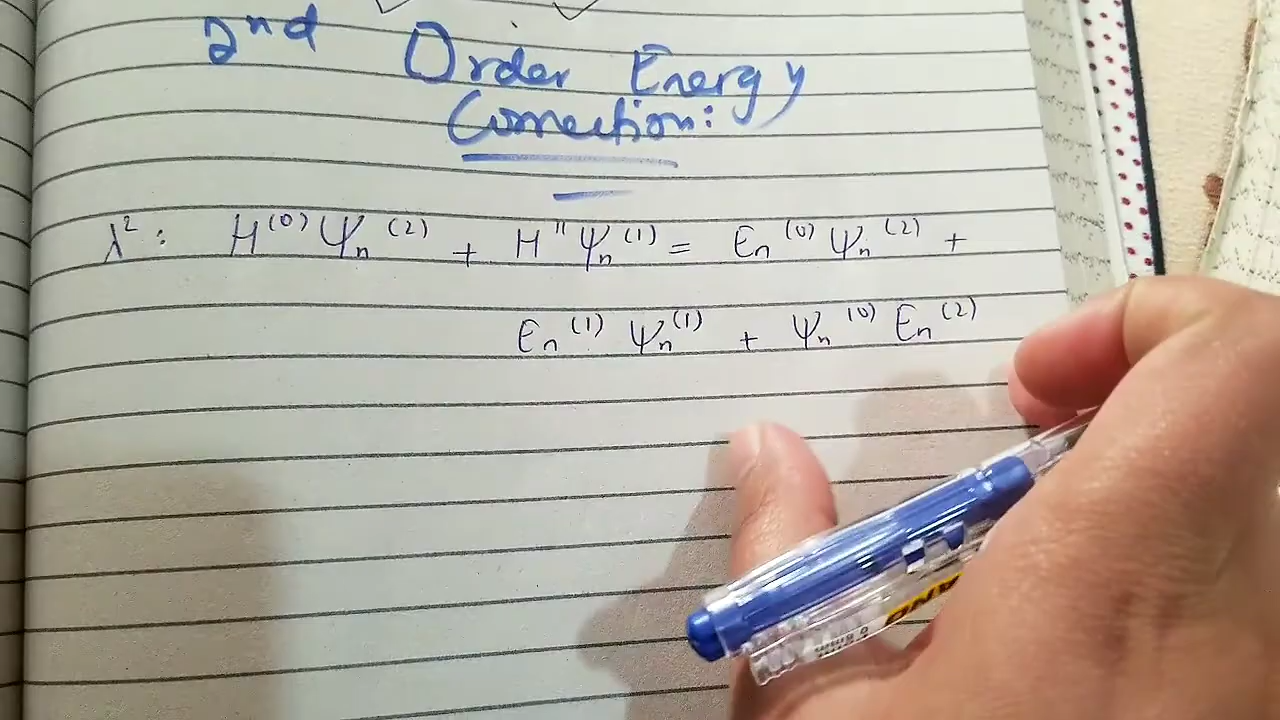 2nd Order Energy
Correction:
λ² : H⁽⁰⁾ Ψₙ⁽²⁾ + H'' Ψₙ⁽¹⁾ = Eₙ⁽⁰⁾ Ψₙ⁽²⁾ +
Eₙ⁽¹⁾ Ψₙ⁽¹⁾ + Ψₙ⁽⁰⁾ Eₙ⁽²⁾